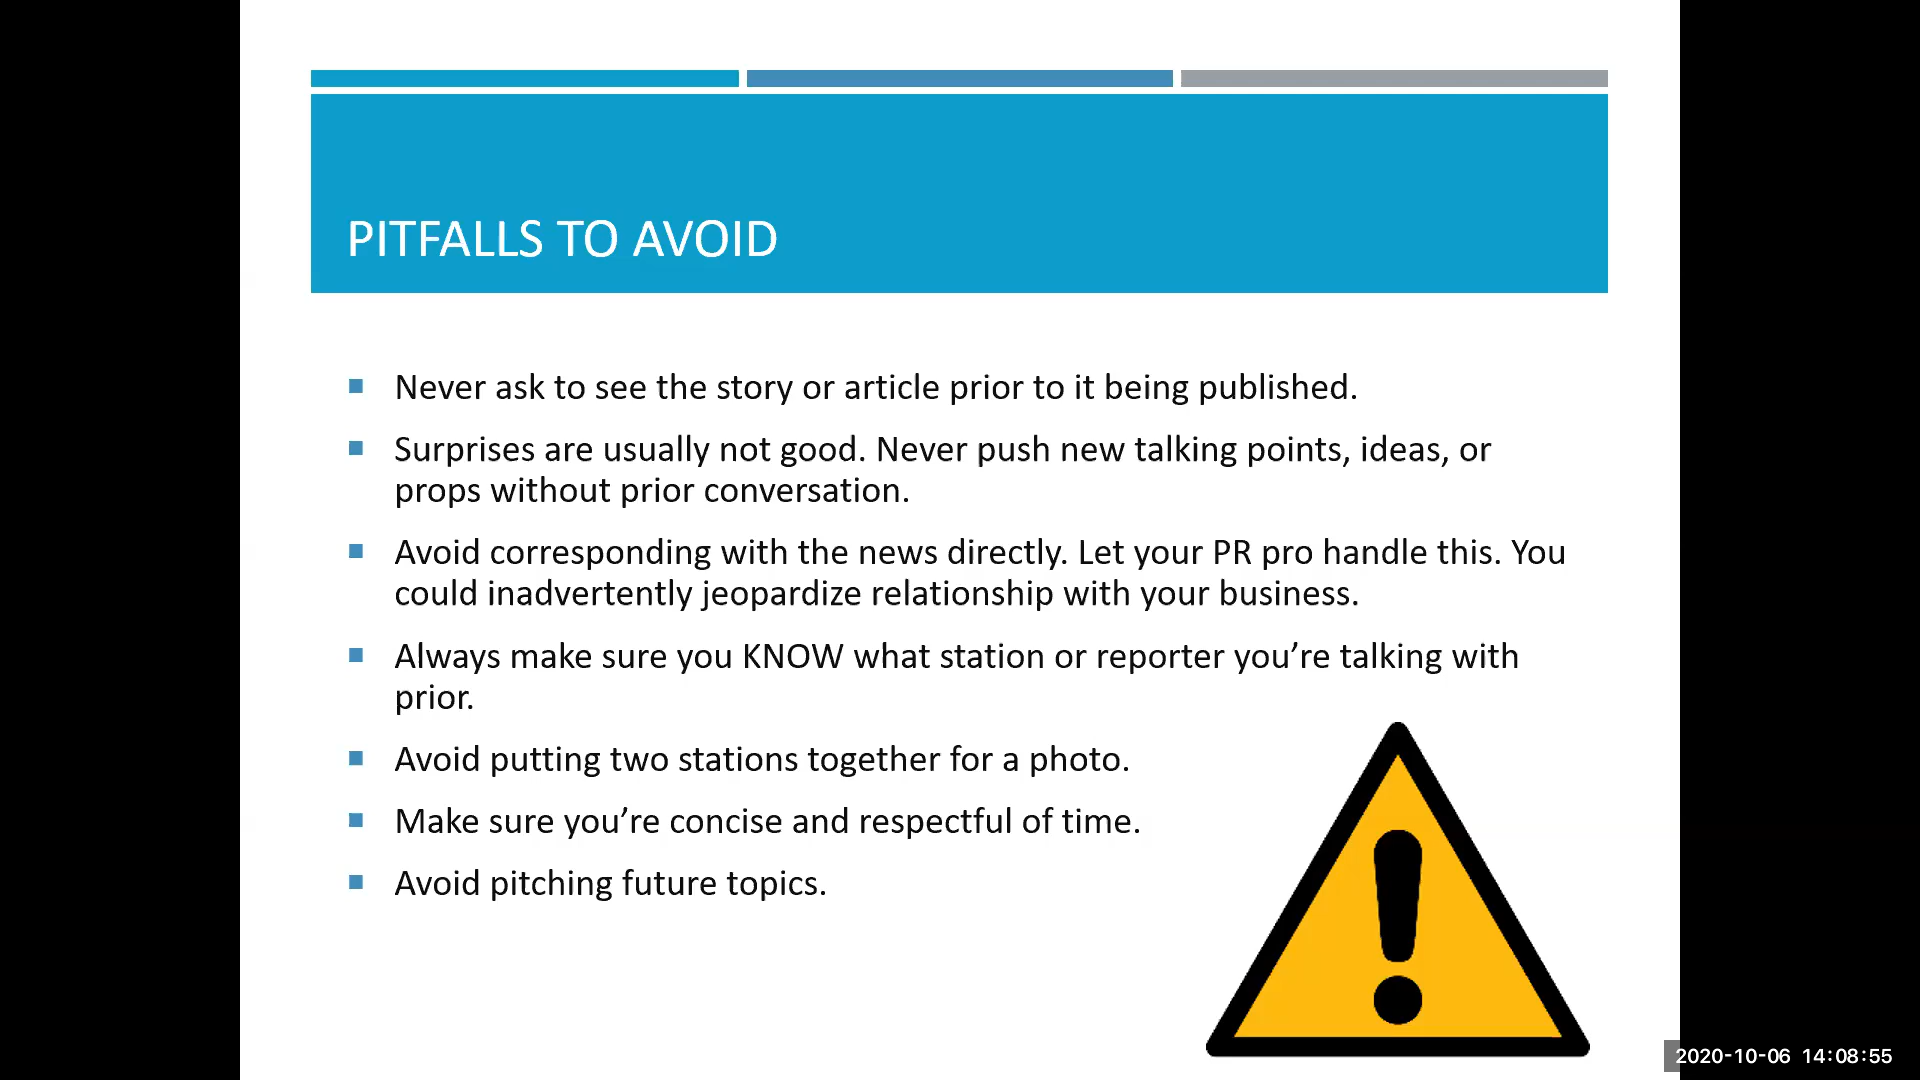 PITFALLS TO AVOID
Never ask to see the story or article prior to it being published.
Surprises are usually not good. Never push new talking points, ideas, or
props without prior conversation.
Avoid corresponding with the news directly. Let your PR pro handle this. You
could inadvertently jeopardize relationship with your business.
Always make sure you KNOW what station or reporter you’re talking with
prior.
Avoid putting two stations together for a photo.
Make sure you’re concise and respectful of time.
Avoid pitching future topics.
2020-10-06 14:08:55